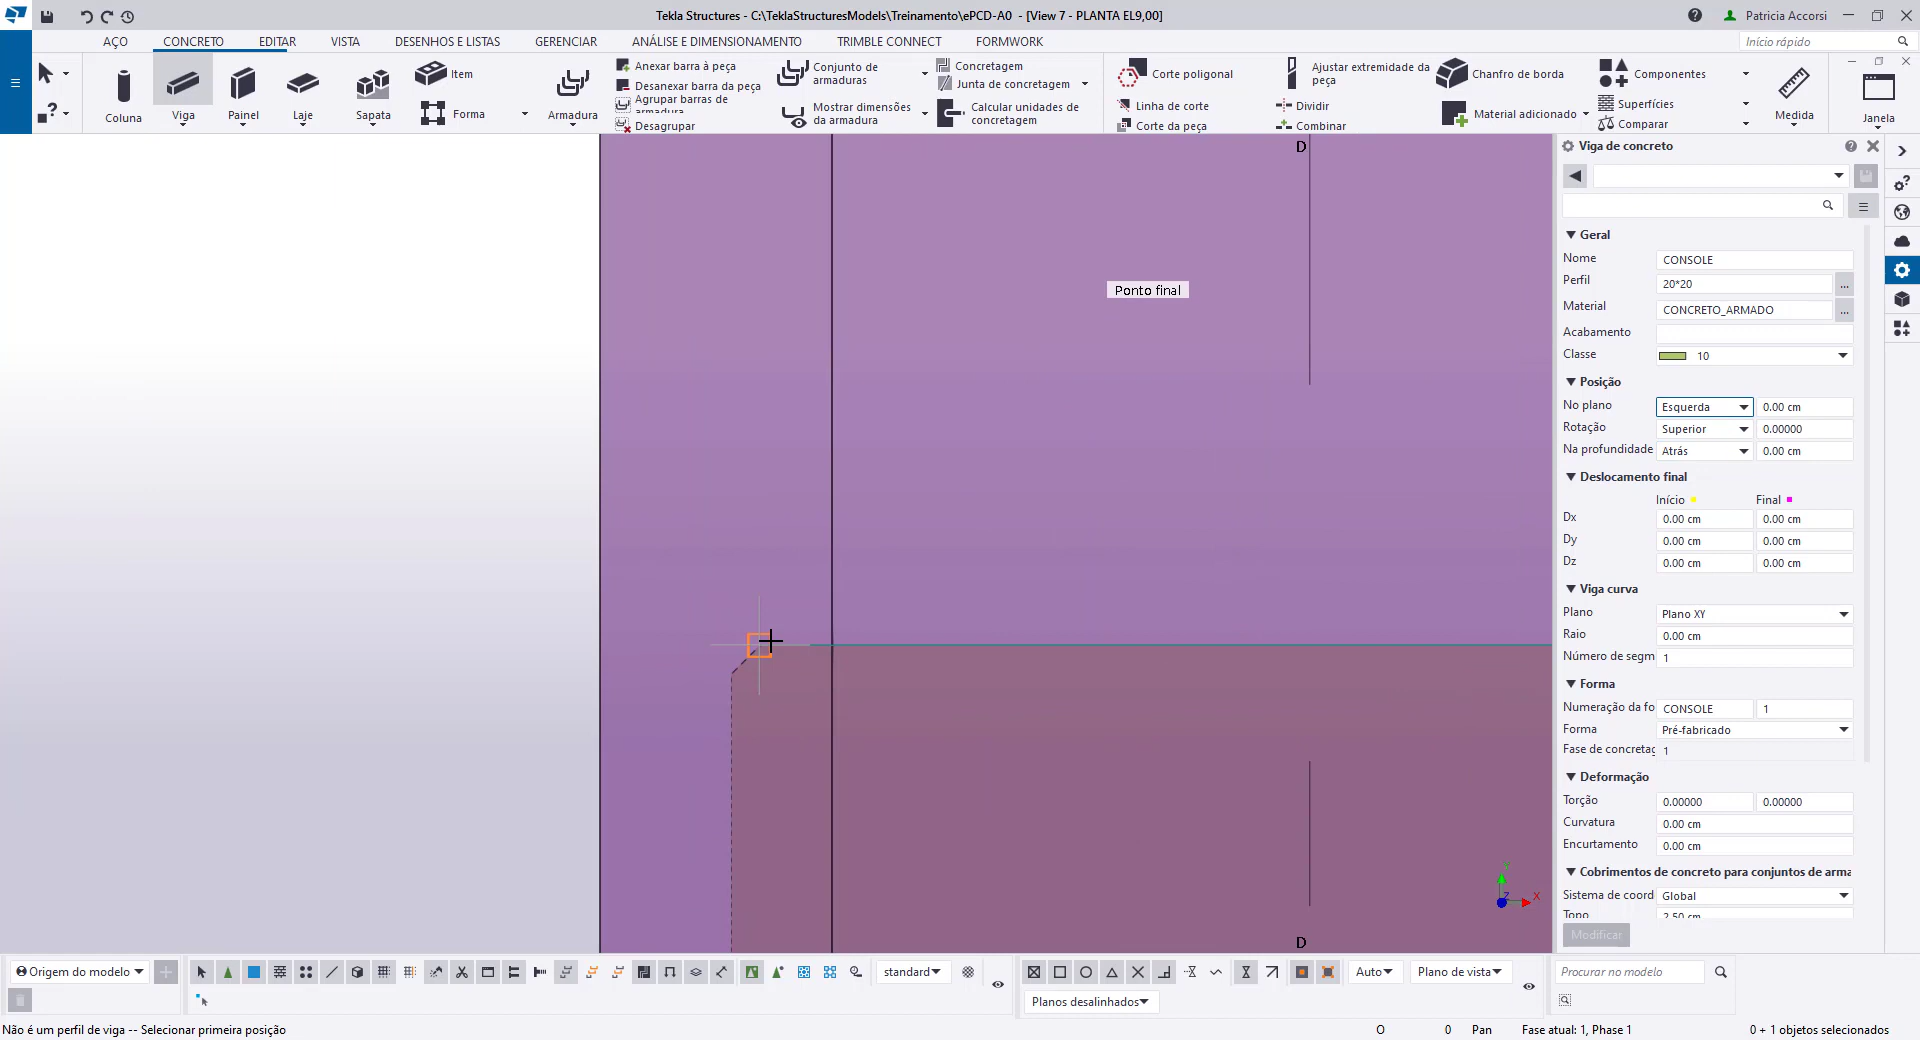 Tekla Structures - C:\TeklaStructuresModels\Treinamento\ePCD-A0 - [View 7 - PLANTA EL9,00]
Patricia Accorsi
AÇO
CONCRETO
EDITAR
VISTA
DESENHOS E LISTAS
GERENCIAR
ANÁLISE E DIMENSIONAMENTO
TRIMBLE CONNECT
FORMWORK
Início rápido
Coluna
Viga
Painel
Laje
Sapata
Item
Forma
Armadura
Anexar barra à peça
Desanexar barra da peça
Agrupar barras de
armadura
Desagrupar
Conjunto de
armaduras
Mostrar dimensões
da armadura
Concretagem
Junta de concretagem
Calcular unidades de
concretagem
Corte poligonal
Linha de corte
Corte da peça
Ajustar extremidade da
peça
Dividir
Combinar
Chanfro de borda
Material adicionado
Componentes
Superfícies
Comparar
Medida
Janela
D
Ponto final
D
Y
Z
X
Viga de concreto
Geral
Nome CONSOLE
Perfil 20*20 ...
Material CONCRETO_ARMADO ...
Acabamento
Classe 10
Posição
No plano Esquerda 0.00 cm
Rotação Superior 0.00000
Na profundidade Atrás 0.00 cm
Deslocamento final
Início Final
Dx 0.00 cm 0.00 cm
Dy 0.00 cm 0.00 cm
Dz 0.00 cm 0.00 cm
Viga curva
Plano Plano XY
Raio 0.00 cm
Número de segm 1
Forma
Numeração da fo CONSOLE 1
Forma Pré-fabricado
Fase de concretag 1
Deformação
Torção 0.00000 0.00000
Curvatura 0.00 cm
Encurtamento 0.00 cm
Cobrimentos de concreto para conjuntos de arma
Sistema de coord Global
Topo 2.50 cm
Modificar
Origem do modelo
standard
Auto
Plano de vista
Procurar no modelo
Planos desalinhados
Não é um perfil de viga -- Selecionar primeira posição
O
0
Pan
Fase atual: 1, Phase 1
0 + 1 objetos selecionados